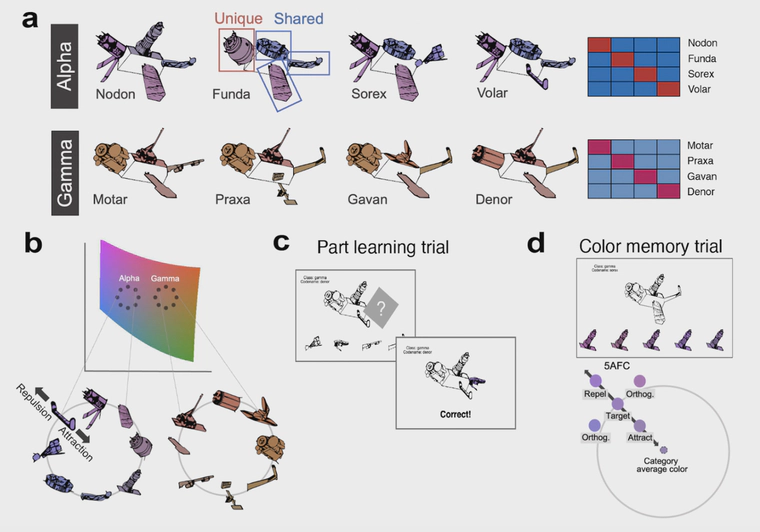 a
Unique Shared
Alpha
Nodon
Funda
Sorex
Volar
Nodon
Funda
Sorex
Volar
Gamma
Motar
Praxa
Gavan
Denor
Motar
Praxa
Gavan
Denor
b
Alpha Gamma
Repulsion
Attraction
c
Part learning trial
Class: gamma
Codename: denor
?
Class: gamma
Codename: denor
Correct!
d
Color memory trial
Class: gamma
Codename: denor
5AFC
Repel
Orthog.
Target
Orthog.
Attract
Category
average color